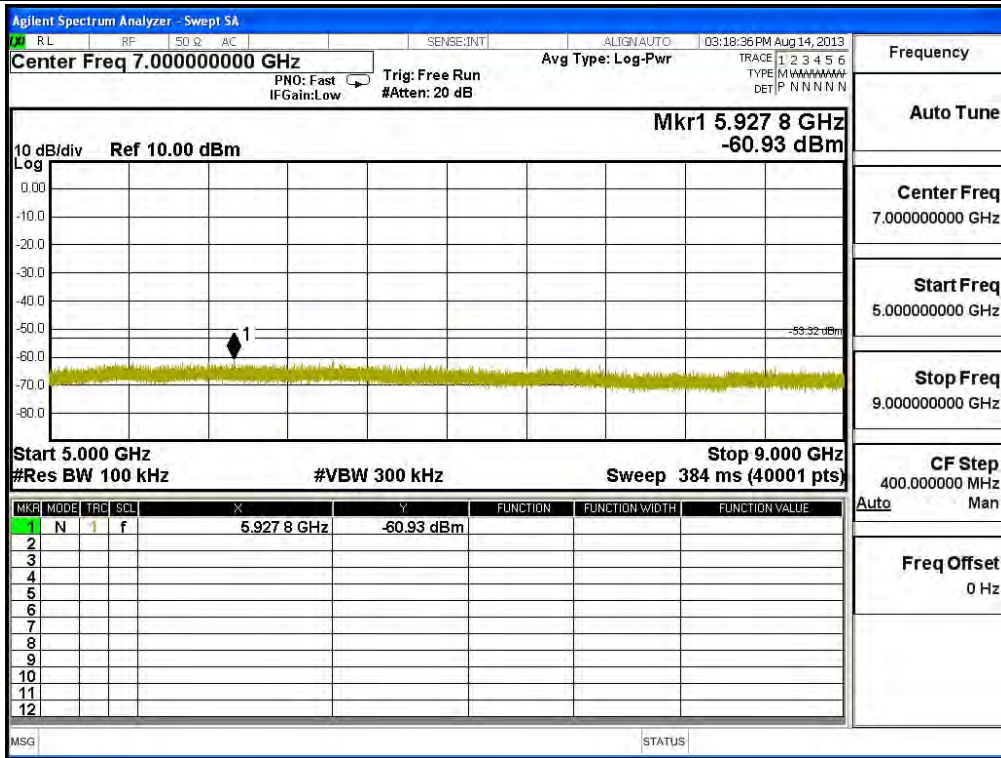 Agilent Spectrum Analyzer - Swept SA
RL RF 50 Ω AC SENSE:INT ALIGN AUTO 03:18:36 PM Aug 14, 2013
Center Freq 7.000000000 GHz
PNO: Fast
IFGain:Low
Trig: Free Run
#Atten: 20 dB
Avg Type: Log-Pwr
TRACE 1 2 3 4 5 6
TYPE M WWWWW
DET P N N N N N
Mkr1 5.927 8 GHz
-60.93 dBm
10 dB/div Ref 10.00 dBm
Log
0.00
-10.0
-20.0
-30.0
-40.0
-50.0
-60.0
-70.0
-80.0
1
-53.32 dBm
Start 5.000 GHz Stop 9.000 GHz
#Res BW 100 kHz #VBW 300 kHz Sweep 384 ms (40001 pts)
MKR MODE TRC SCL X Y FUNCTION FUNCTION WIDTH FUNCTION VALUE
1 N 1 f 5.927 8 GHz -60.93 dBm
2
3
4
5
6
7
8
9
10
11
12
MSG STATUS
Frequency
Auto Tune
Center Freq
7.000000000 GHz
Start Freq
5.000000000 GHz
Stop Freq
9.000000000 GHz
CF Step
400.000000 MHz
Auto Man
Freq Offset
0 Hz